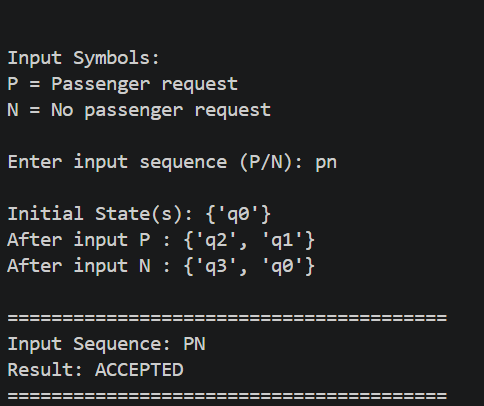 Input Symbols:
P = Passenger request
N = No passenger request
Enter input sequence (P/N): pn
Initial State(s): {'q0'}
After input P : {'q2', 'q1'}
After input N : {'q3', 'q0'}
========================================
Input Sequence: PN
Result: ACCEPTED
========================================